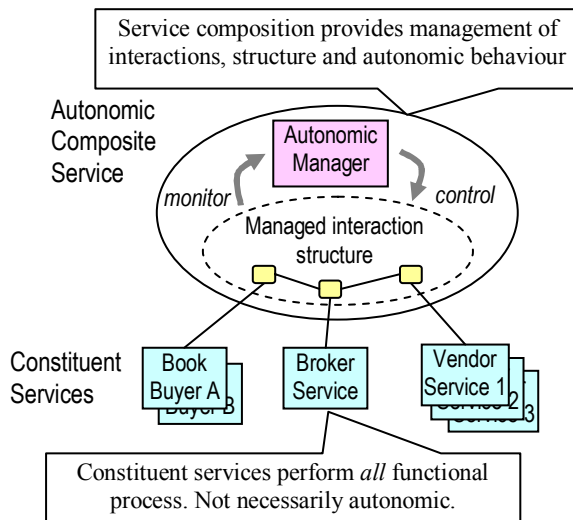 Service composition provides management of
interactions, structure and autonomic behaviour
Autonomic
Composite
Service
Autonomic
Manager
monitor
control
Managed interaction
structure
Constituent
Services
Book
Buyer A
Buyer B
Broker
Service
Vendor
Service 1
Service 2
Service 3
Constituent services perform all functional
process. Not necessarily autonomic.